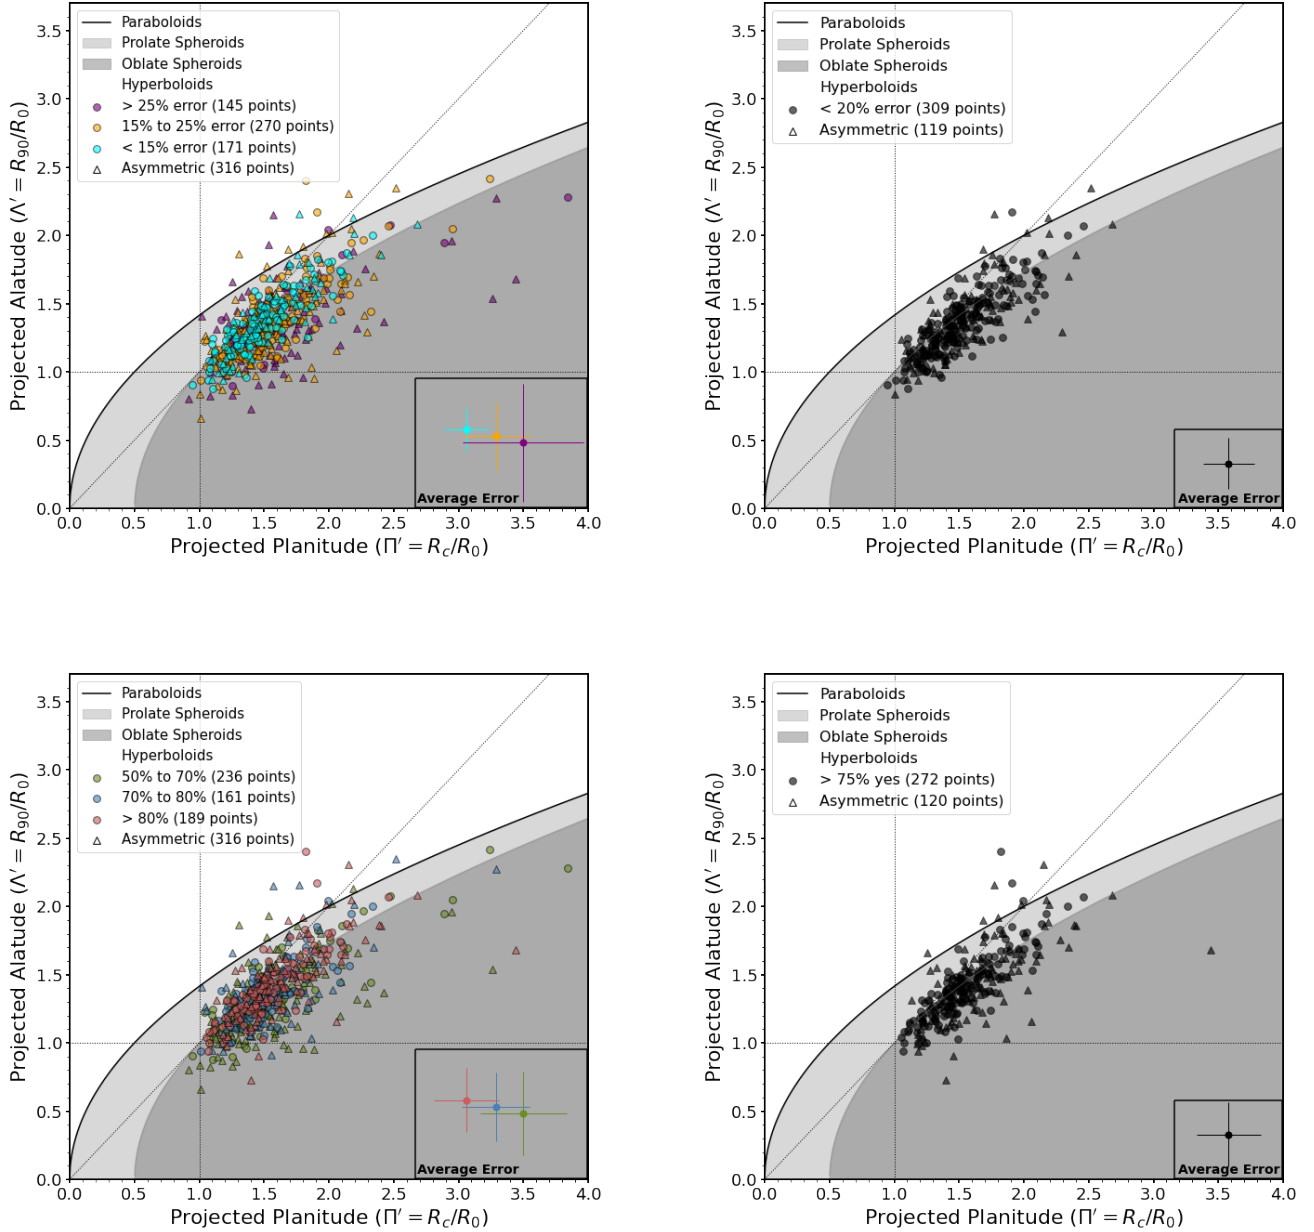 Paraboloids
Prolate Spheroids
Oblate Spheroids
Hyperboloids
> 25% error (145 points)
15% to 25% error (270 points)
< 15% error (171 points)
Asymmetric (316 points)
Projected Alatude (Λ′ = R90/R0)
3.5
3.0
2.5
2.0
1.5
1.0
0.5
0.0
Average Error
0.0 0.5 1.0 1.5 2.0 2.5 3.0 3.5 4.0
Projected Planitude (Π′ = Rc/R0)
Paraboloids
Prolate Spheroids
Oblate Spheroids
Hyperboloids
< 20% error (309 points)
Asymmetric (119 points)
Projected Alatude (Λ′ = R90/R0)
3.5
3.0
2.5
2.0
1.5
1.0
0.5
0.0
Average Error
0.0 0.5 1.0 1.5 2.0 2.5 3.0 3.5 4.0
Projected Planitude (Π′ = Rc/R0)
Paraboloids
Prolate Spheroids
Oblate Spheroids
Hyperboloids
50% to 70% (236 points)
70% to 80% (161 points)
> 80% (189 points)
Asymmetric (316 points)
Projected Alatude (Λ′ = R90/R0)
3.5
3.0
2.5
2.0
1.5
1.0
0.5
0.0
Average Error
0.0 0.5 1.0 1.5 2.0 2.5 3.0 3.5 4.0
Projected Planitude (Π′ = Rc/R0)
Paraboloids
Prolate Spheroids
Oblate Spheroids
Hyperboloids
> 75% yes (272 points)
Asymmetric (120 points)
Projected Alatude (Λ′ = R90/R0)
3.5
3.0
2.5
2.0
1.5
1.0
0.5
0.0
Average Error
0.0 0.5 1.0 1.5 2.0 2.5 3.0 3.5 4.0
Projected Planitude (Π′ = Rc/R0)